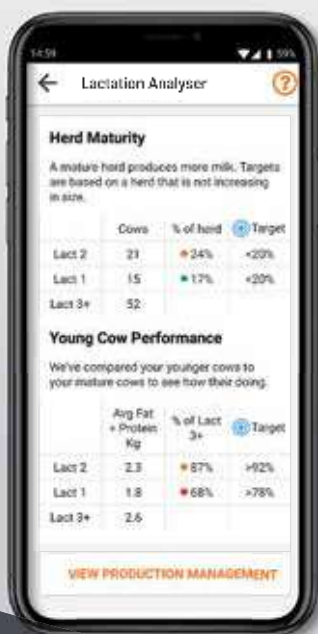 14:59 59%
Lactation Analyser ?
Herd Maturity
A mature herd produces more milk. Targets
are based on a herd that is not increasing
in size.
Cows % of herd Target
Lact 2 21 24% <20%
Lact 1 15 17% <20%
Lact 3+ 52
Young Cow Performance
We've compared your younger cows to
your mature cows to see how their doing.
Avg Fat
+ Protein
Kg % of Lact
3+ Target
Lact 2 2.3 87% >92%
Lact 1 1.8 68% >78%
Lact 3+ 2.6
VIEW PRODUCTION MANAGEMENT